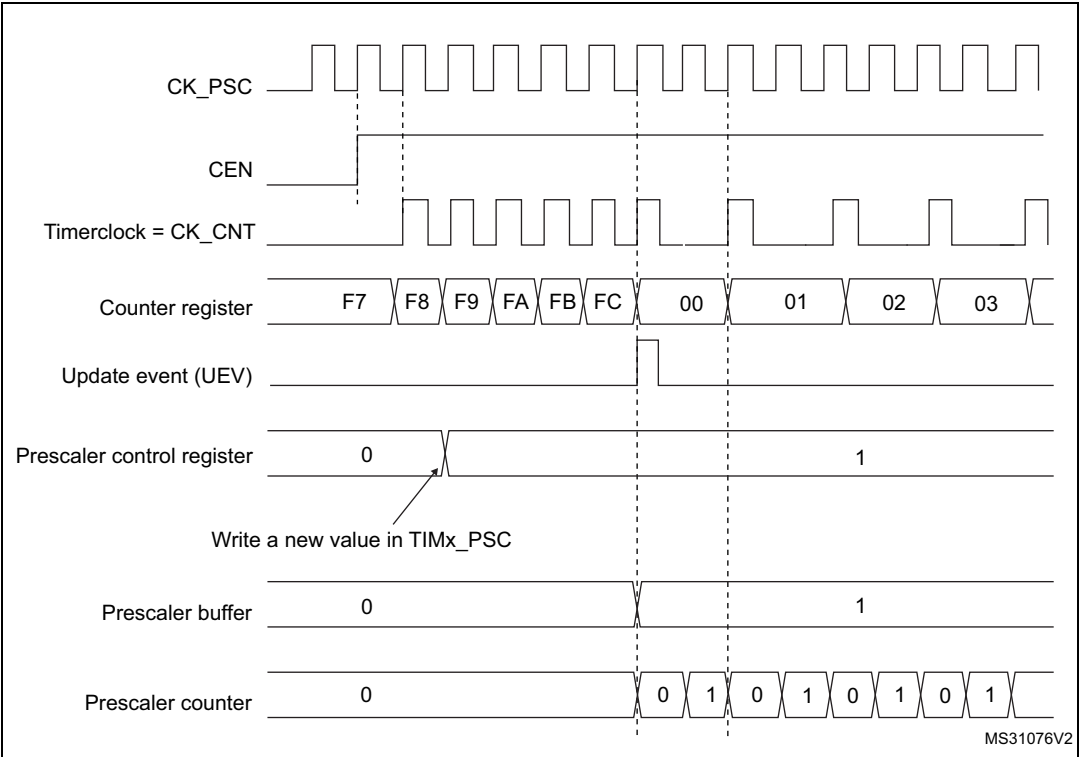 CK_PSC
CEN
Timerclock = CK_CNT
Counter register F7 F8 F9 FA FB FC 00 01 02 03
Update event (UEV)
Prescaler control register 0 1
Write a new value in TIMx_PSC
Prescaler buffer 0 1
Prescaler counter 0 0 1 0 1 0 1 0 1
MS31076V2